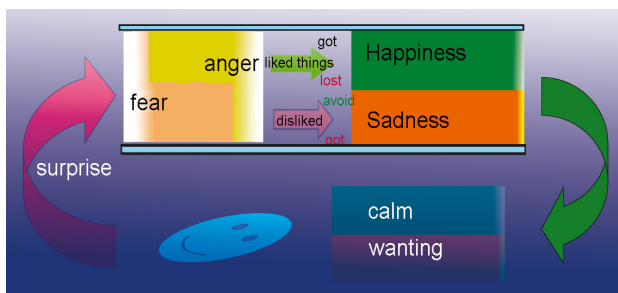 got
anger
liked things
Happiness
lost
fear
avoid
disliked
Sadness
got
surprise
calm
wanting